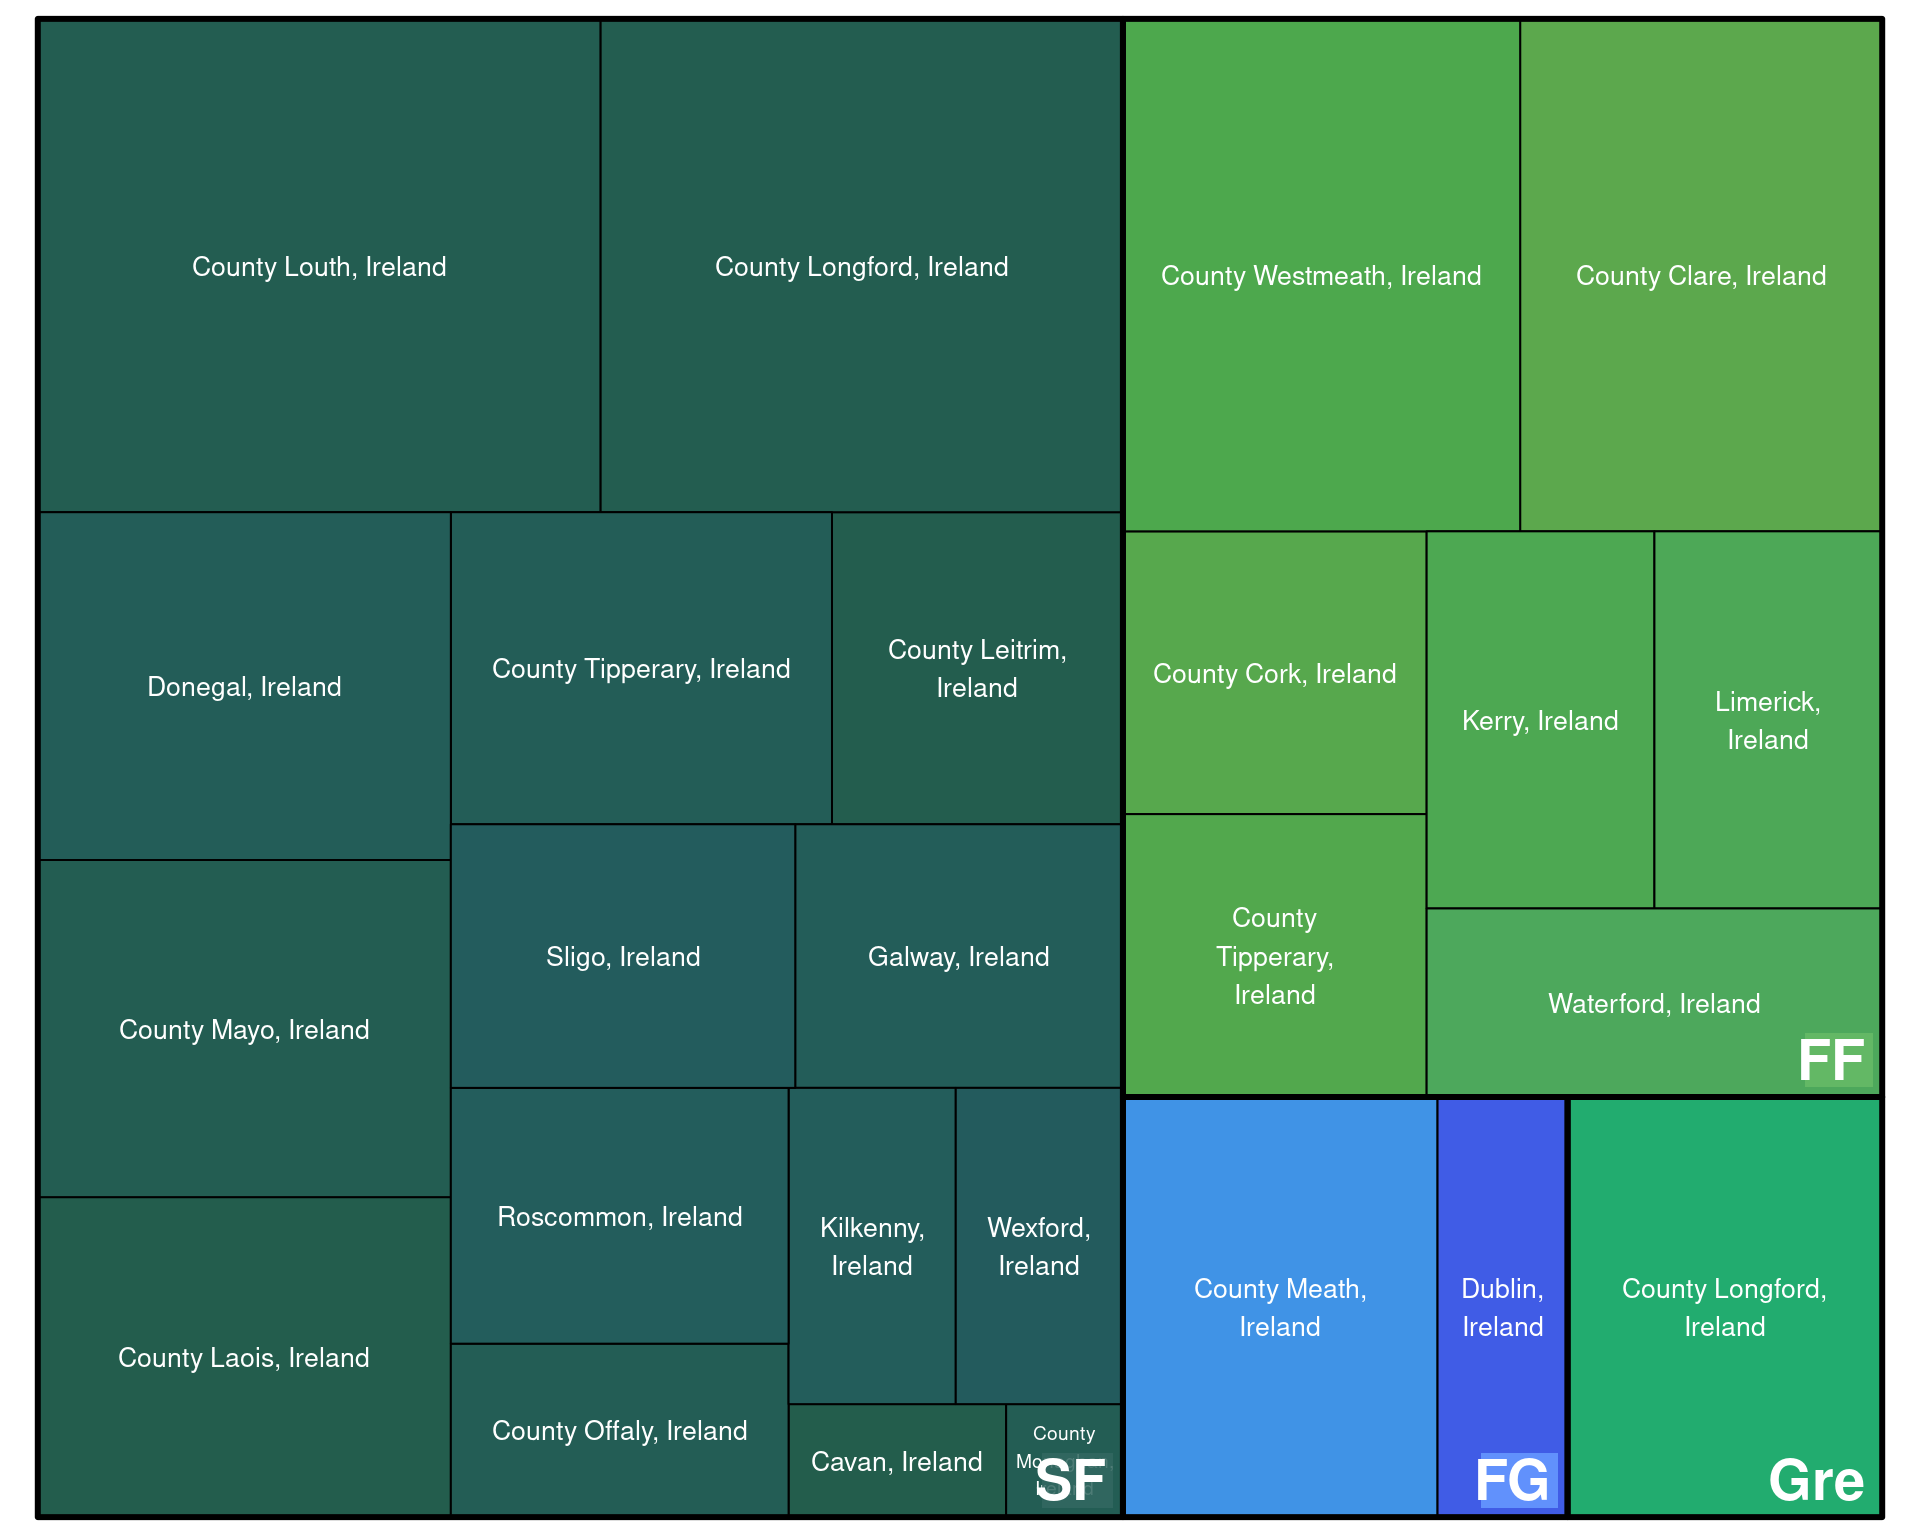 County Louth, Ireland
County Longford, Ireland
County Westmeath, Ireland
County Clare, Ireland
Donegal, Ireland
County Tipperary, Ireland
County Leitrim,
Ireland
County Cork, Ireland
Kerry, Ireland
Limerick,
Ireland
County Mayo, Ireland
Sligo, Ireland
Galway, Ireland
County
Tipperary,
Ireland
Waterford, Ireland
FF
County Laois, Ireland
Roscommon, Ireland
Kilkenny,
Ireland
Wexford,
Ireland
County Offaly, Ireland
Cavan, Ireland
County
SF
County Meath,
Ireland
Dublin,
Ireland
FG
County Longford,
Ireland
Gre